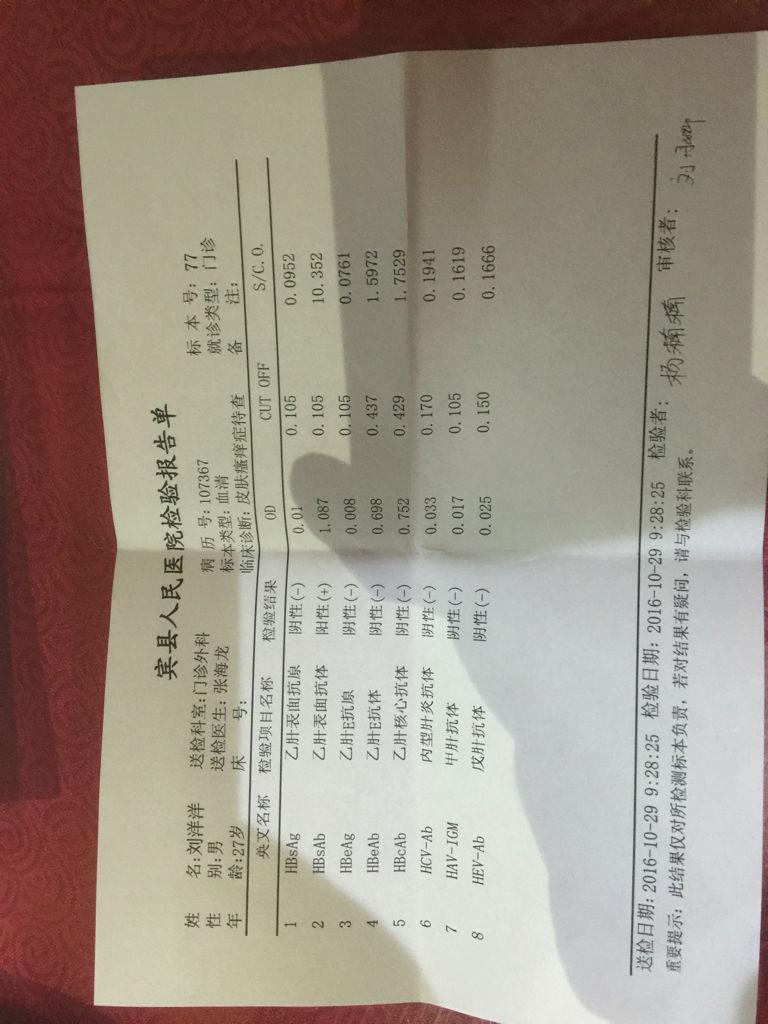 宾县人民医院检验报告单
姓 名:刘洋洋 送检科室:门诊外科 病 历 号:107367 标 本 号: 77
性 别:男 送检医生:张海龙 标本类型:血清 就诊类型: 门诊
年 龄:27岁 床 号: 临床诊断:皮肤瘙痒症待查 备 注:
英文名称 检验项目名称 检验结果 OD CUT OFF S/C.O.
1 HBsAg 乙肝表面抗原 阴性(-) 0.01 0.105 0.0952
2 HBsAb 乙肝表面抗体 阳性(+) 1.087 0.105 10.352
3 HBeAg 乙肝E抗原 阴性(-) 0.008 0.105 0.0761
4 HBeAb 乙肝E抗体 阴性(-) 0.698 0.437 1.5972
5 HBcAb 乙肝核心抗体 阴性(-) 0.752 0.429 1.7529
6 HCV-Ab 丙型肝炎抗体 阴性(-) 0.033 0.170 0.1941
7 HAV-IGM 甲肝抗体 阴性(-) 0.017 0.105 0.1619
8 HEV-Ab 戊肝抗体 阴性(-) 0.025 0.150 0.1666
送检日期: 2016-10-29 9:28:25 检验日期: 2016-10-29 9:28:25 检验者: 杨楠楠 审核者: 刘
重要提示: 此结果仅对所检测标本负责, 若对结果有疑问, 请与检验科联系。